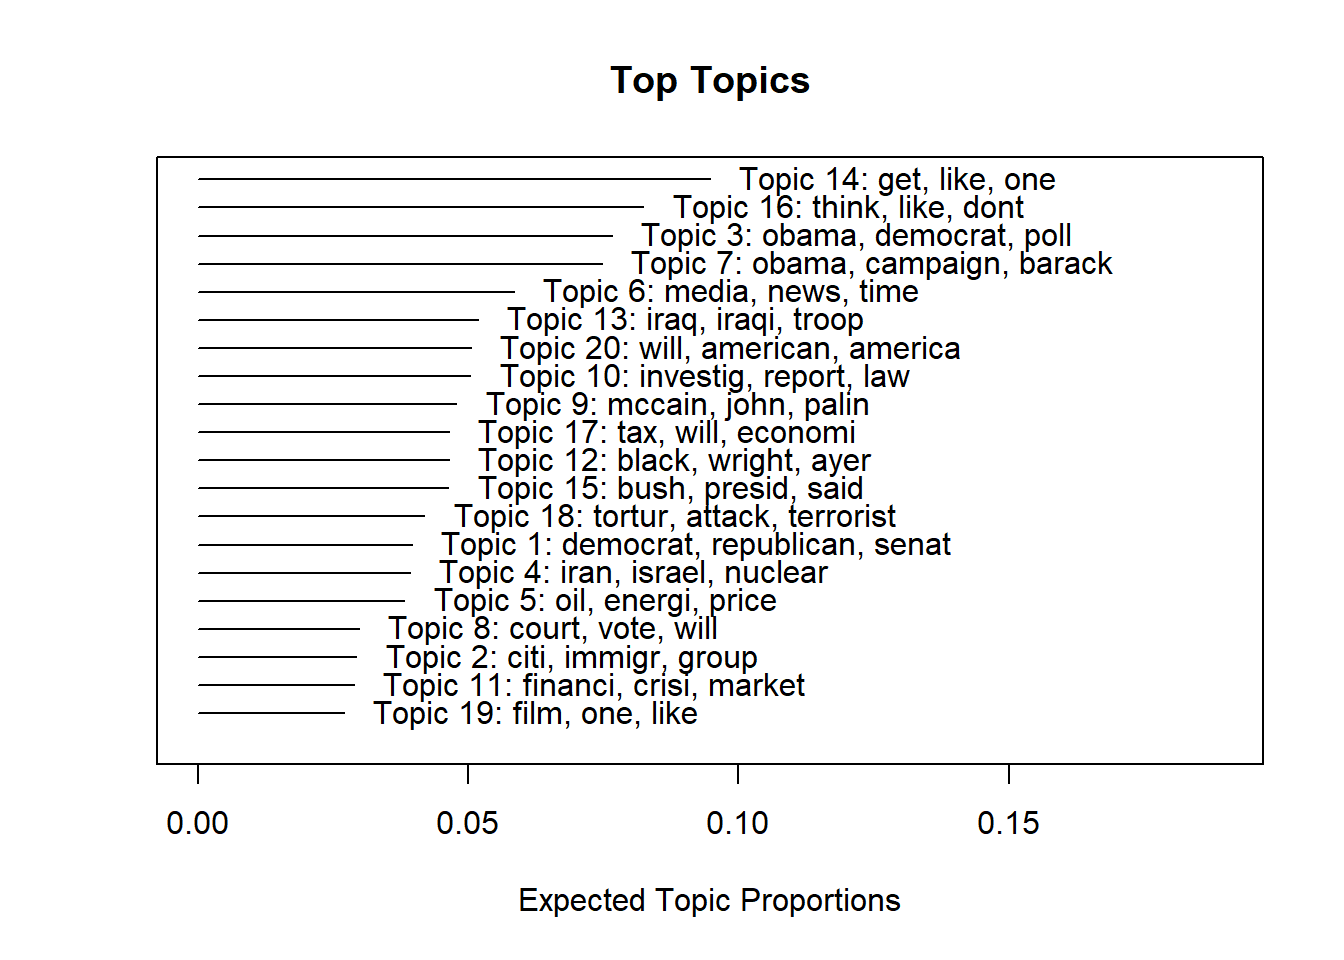 Top Topics
Topic 14: get, like, one
Topic 16: think, like, dont
Topic 3: obama, democrat, poll
Topic 7: obama, campaign, barack
Topic 6: media, news, time
Topic 13: iraq, iraqi, troop
Topic 20: will, american, america
Topic 10: investig, report, law
Topic 9: mccain, john, palin
Topic 17: tax, will, economi
Topic 12: black, wright, ayer
Topic 15: bush, presid, said
Topic 18: tortur, attack, terrorist
Topic 1: democrat, republican, senat
Topic 4: iran, israel, nuclear
Topic 5: oil, energi, price
Topic 8: court, vote, will
Topic 2: citi, immigr, group
Topic 11: financi, crisi, market
Topic 19: film, one, like
0.00 0.05 0.10 0.15
Expected Topic Proportions